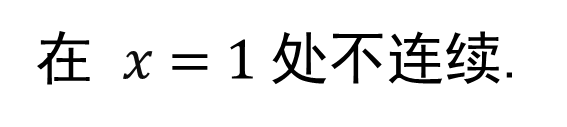 在 x = 1 处不连续.